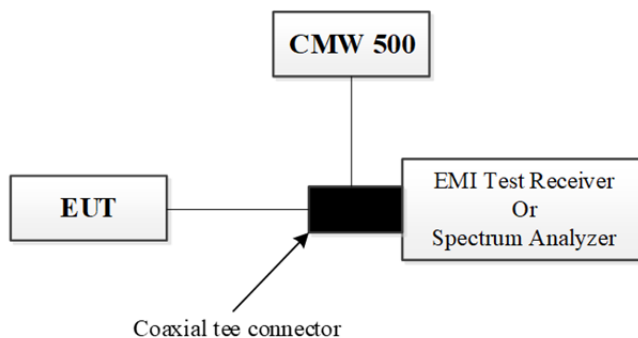 CMW 500
EUT
EMI Test Receiver
Or
Spectrum Analyzer
Coaxial tee connector